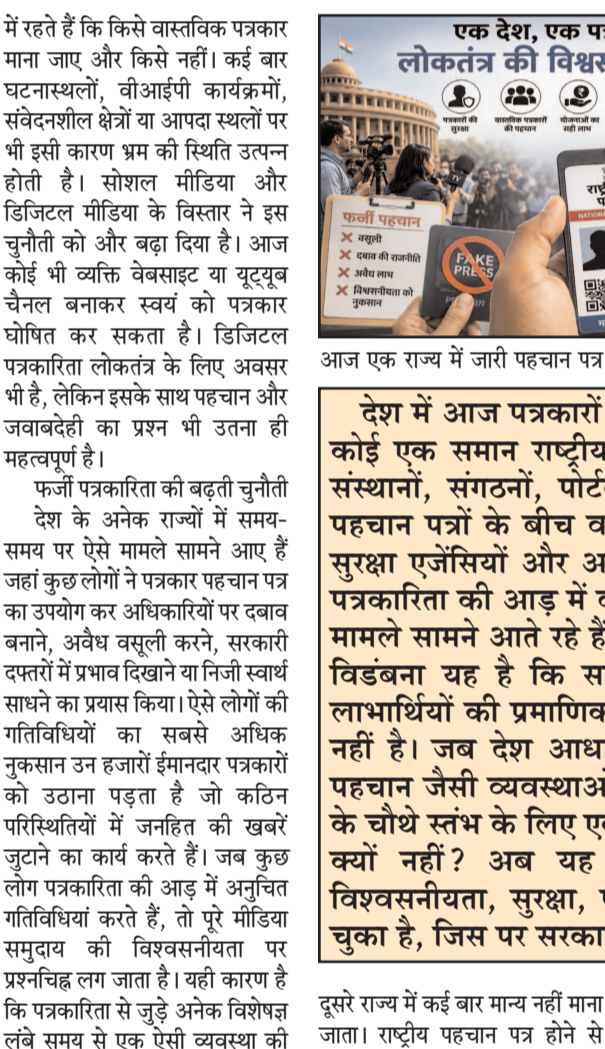 में रहते हैं कि किसे वास्तविक पत्रकार
माना जाए और किसे नहीं। कई बार
घटनास्थलों, वीआईपी कार्यक्रमों,
संवेदनशील क्षेत्रों या आपदा स्थलों पर
भी इसी कारण भ्रम की स्थिति उत्पन्न
होती है। सोशल मीडिया और
डिजिटल मीडिया के विस्तार ने इस
चुनौती को और बढ़ा दिया है। आज
कोई भी व्यक्ति वेबसाइट या यूट्यूब
चैनल बनाकर स्वयं को पत्रकार
घोषित कर सकता है। डिजिटल
पत्रकारिता लोकतंत्र के लिए अवसर
भी है, लेकिन इसके साथ पहचान और
जवाबदेही का प्रश्न भी उतना ही
महत्वपूर्ण है।
फर्जी पत्रकारिता की बढ़ती चुनौती
देश के अनेक राज्यों में समय-
समय पर ऐसे मामले सामने आए हैं
जहां कुछ लोगों ने पत्रकार पहचान पत्र
का उपयोग कर अधिकारियों पर दबाव
बनाने, अवैध वसूली करने, सरकारी
दफ्तरों में प्रभाव दिखाने या निजी स्वार्थ
साधने का प्रयास किया। ऐसे लोगों की
गतिविधियों का सबसे अधिक
नुकसान उन हजारों ईमानदार पत्रकारों
को उठाना पड़ता है जो कठिन
परिस्थितियों में जनहित की खबरें
जुटाने का कार्य करते हैं। जब कुछ
लोग पत्रकारिता की आड़ में अनुचित
गतिविधियां करते हैं, तो पूरे मीडिया
समुदाय की विश्वसनीयता पर
प्रश्नचिह्न लग जाता है। यही कारण है
कि पत्रकारिता से जुड़े अनेक विशेषज्ञ
लंबे समय से एक ऐसी व्यवस्था की
एक देश, एक
लोकतंत्र की
पत्रकारों की सुरक्षा
वास्तविक पत्रकारों की पहचान
योजनाओं का सही लाभ
फर्जी पहचान
वसूली
दबाव की राजनीति
अवैध लाभ
विश्वसनीयता को
नुकसान
FAKE
PRESS
आज एक राज्य में जारी पहचान पत्र
देश में आज पत्रकारों
कोई एक समान राष्ट्रीय
संस्थानों, संगठनों,
पहचान पत्रों के बीच
सुरक्षा एजेंसियों और
पत्रकारिता की आड़ में
मामले सामने आते रहे हैं
विडंबना यह है कि
लाभार्थियों की
नहीं है। जब देश
पहचान जैसी
के चौथे स्तंभ के लिए
क्यों नहीं? अब यह
विश्वसनीयता, सुरक्षा,
चुका है, जिस पर
दूसरे राज्य में कई बार मान्य नहीं माना
जाता। राष्ट्रीय पहचान पत्र होने से